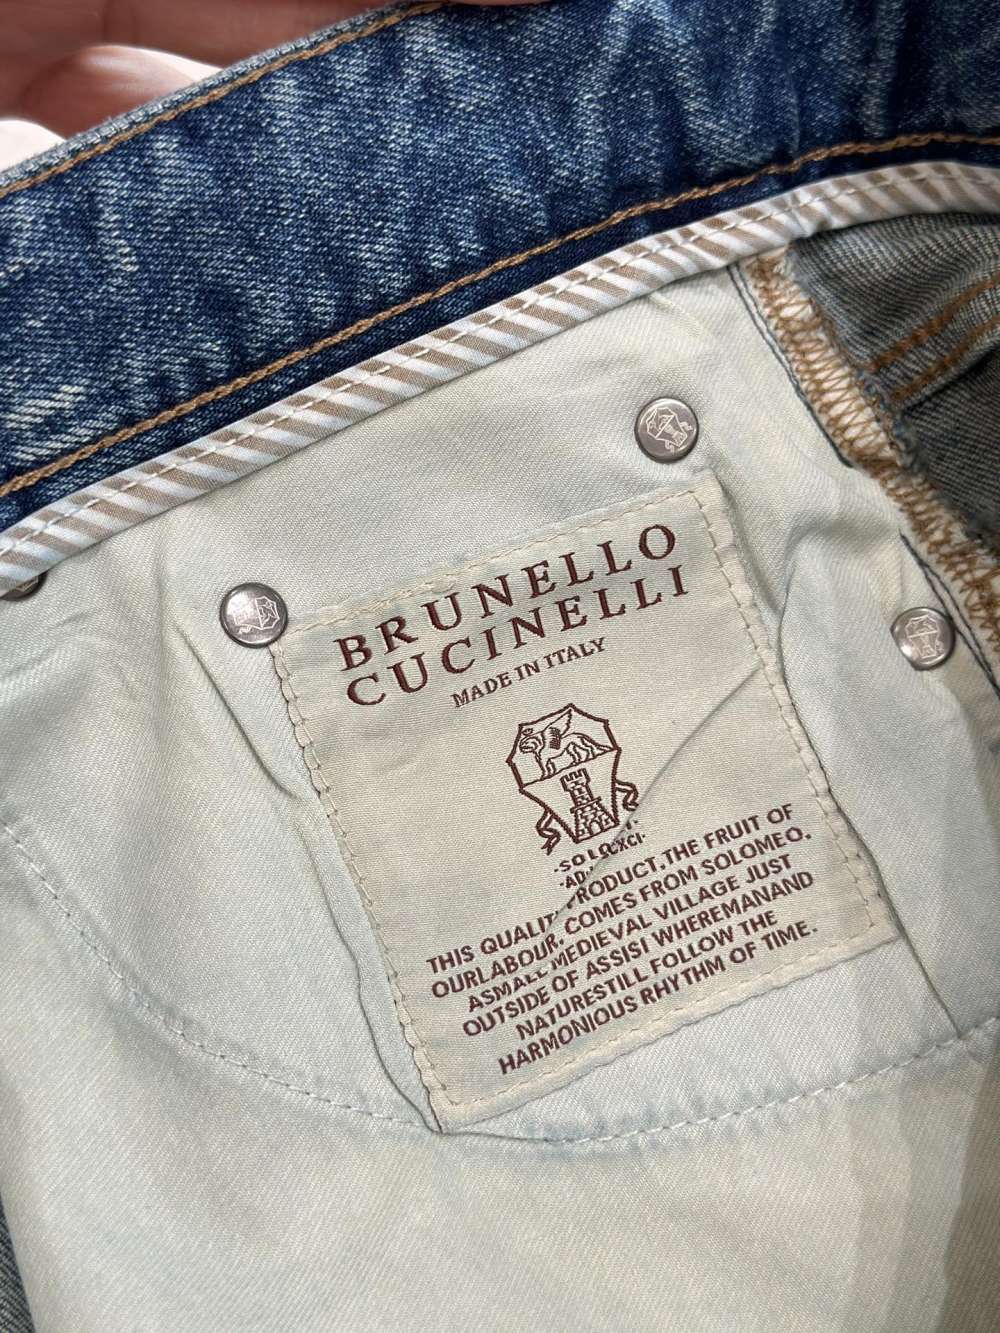 BRUNELLO
CUCINELLI
MADE IN ITALY
THIS QUALIT PRODUCT.THE FRUIT OF
OURLABOUR, COMES FROM SOLOMEO.
ASMALL MEDIEVAL VILLAGE JUST
OUTSIDE OF ASSISI WHEREMANAND
NATURESTILL FOLLOW THE
HARMONIOUS RHYTHM OF TIME.